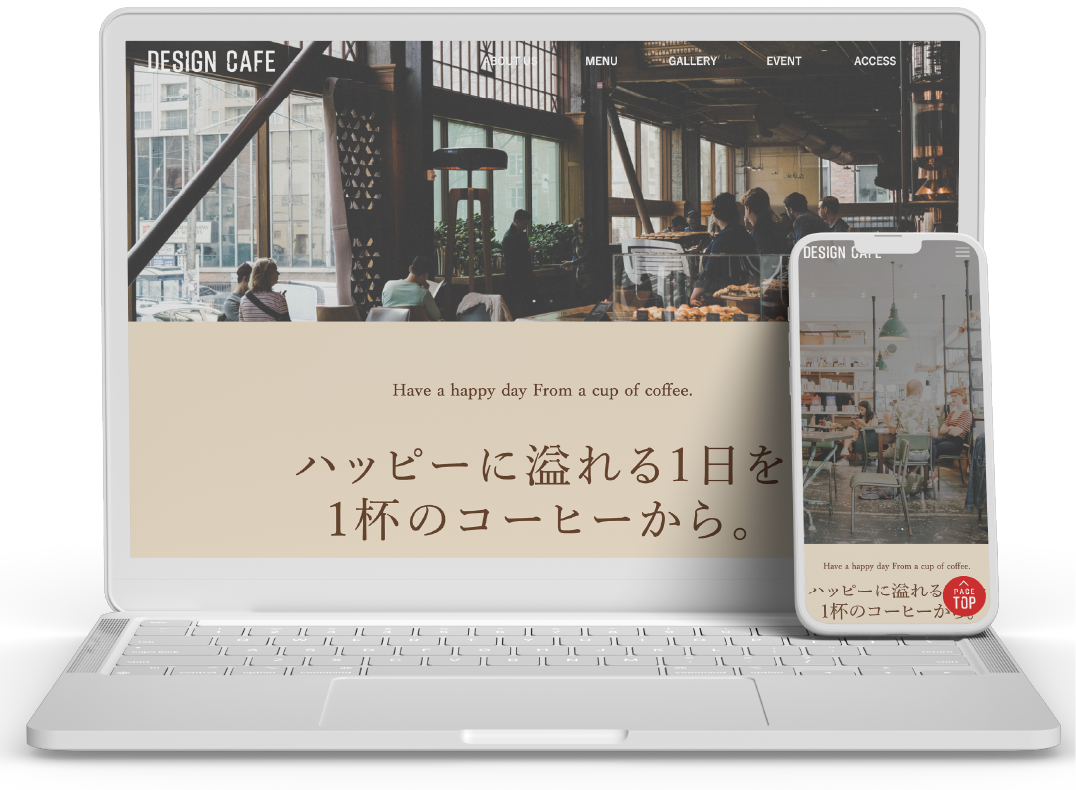 DESIGN CAFE
ABOUT US
MENU
GALLERY
EVENT
ACCESS
Have a happy day From a cup of coffee.
ハッピーに溢れる1日を
1杯のコーヒーから。
DESIGN CAFE
Have a happy day From a cup of coffee.
ハッピーに溢れる
1杯のコーヒーから。
PAGE
TOP